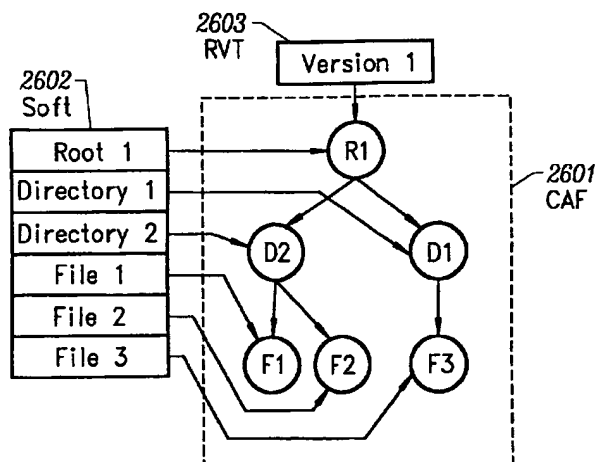 2603
RVT
Version 1
2602
Soft
Root 1
Directory 1
Directory 2
File 1
File 2
File 3
R1
D2
D1
F1
F2
F3
2601
CAF